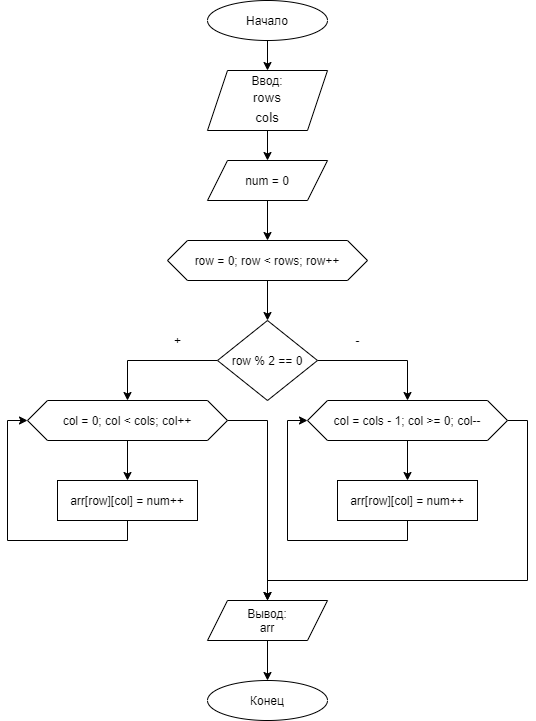 Начало
Ввод:
rows
cols
num = 0
row = 0; row < rows; row++
+
-
row % 2 == 0
col = 0; col < cols; col++
col = cols - 1; col >= 0; col--
arr[row][col] = num++
arr[row][col] = num++
Вывод:
arr
Конец